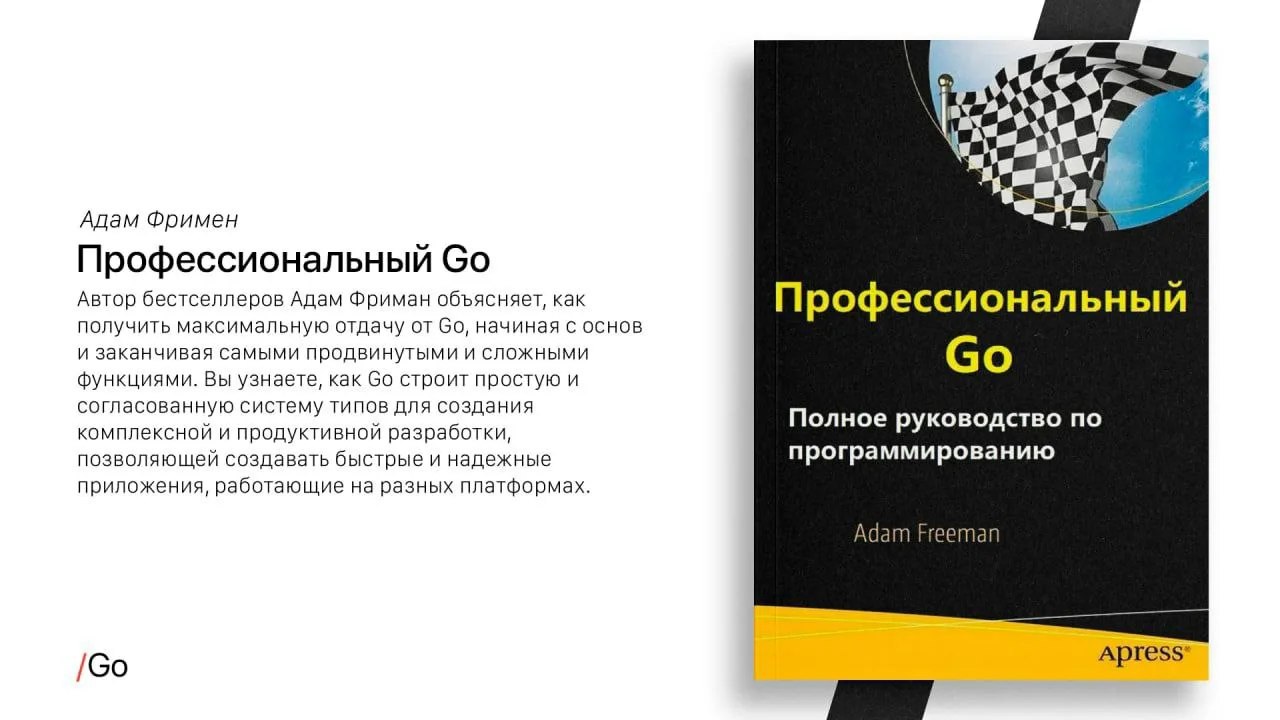 Адам Фримен
Профессиональный Go
Автор бестселлеров Адам Фриман объясняет, как
получить максимальную отдачу от Go, начиная с основ
и заканчивая самыми продвинутыми и сложными
функциями. Вы узнаете, как Go строит простую и
согласованную систему типов для создания
комплексной и продуктивной разработки,
позволяющей создавать быстрые и надежные
приложения, работающие на разных платформах.
/Go
Профессиональный
Go
Полное руководство по
программированию
Adam Freeman
Apress®